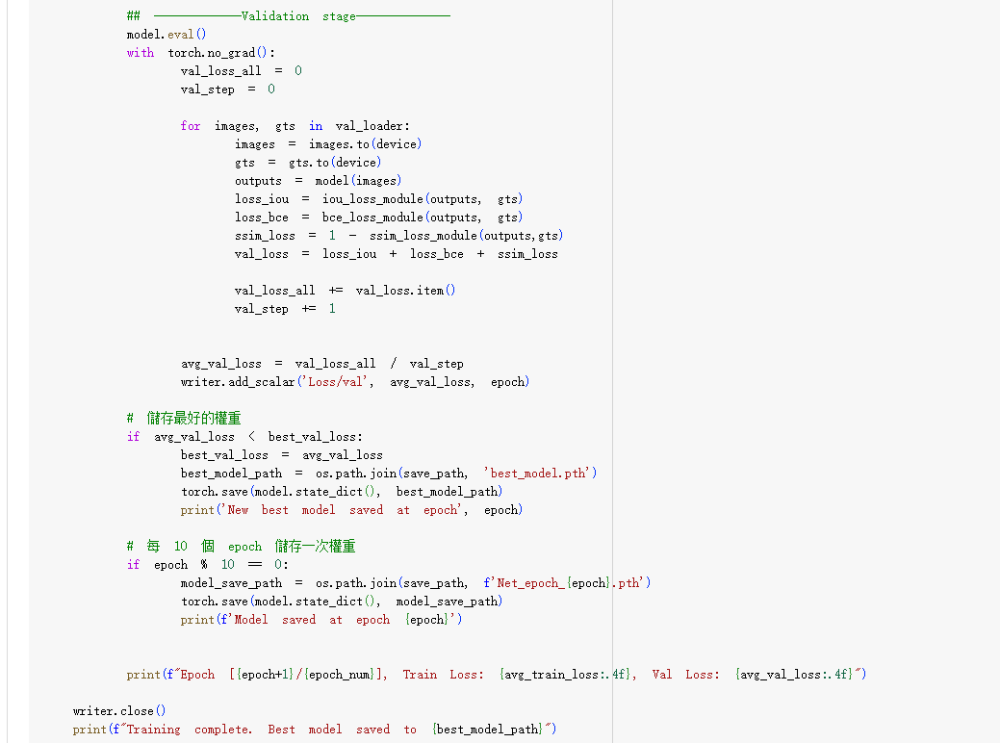 ## ─────────────Validation stage──────────────
model.eval()
with torch.no_grad():
val_loss_all = 0
val_step = 0
for images, gts in val_loader:
images = images.to(device)
gts = gts.to(device)
outputs = model(images)
loss_iou = iou_loss_module(outputs, gts)
loss_bce = bce_loss_module(outputs, gts)
ssim_loss = 1 - ssim_loss_module(outputs,gts)
val_loss = loss_iou + loss_bce + ssim_loss
val_loss_all += val_loss.item()
val_step += 1
avg_val_loss = val_loss_all / val_step
writer.add_scalar('Loss/val', avg_val_loss, epoch)
# 儲存最好的權重
if avg_val_loss < best_val_loss:
best_val_loss = avg_val_loss
best_model_path = os.path.join(save_path, 'best_model.pth')
torch.save(model.state_dict(), best_model_path)
print('New best model saved at epoch', epoch)
# 每 10 個 epoch 儲存一次權重
if epoch % 10 == 0:
model_save_path = os.path.join(save_path, f'Net_epoch_{epoch}.pth')
torch.save(model.state_dict(), model_save_path)
print(f'Model saved at epoch {epoch}')
print(f"Epoch [{epoch+1}/{epoch_num}], Train Loss: {avg_train_loss:.4f}, Val Loss: {avg_val_loss:.4f}")
writer.close()
print(f"Training complete. Best model saved to {best_model_path}")